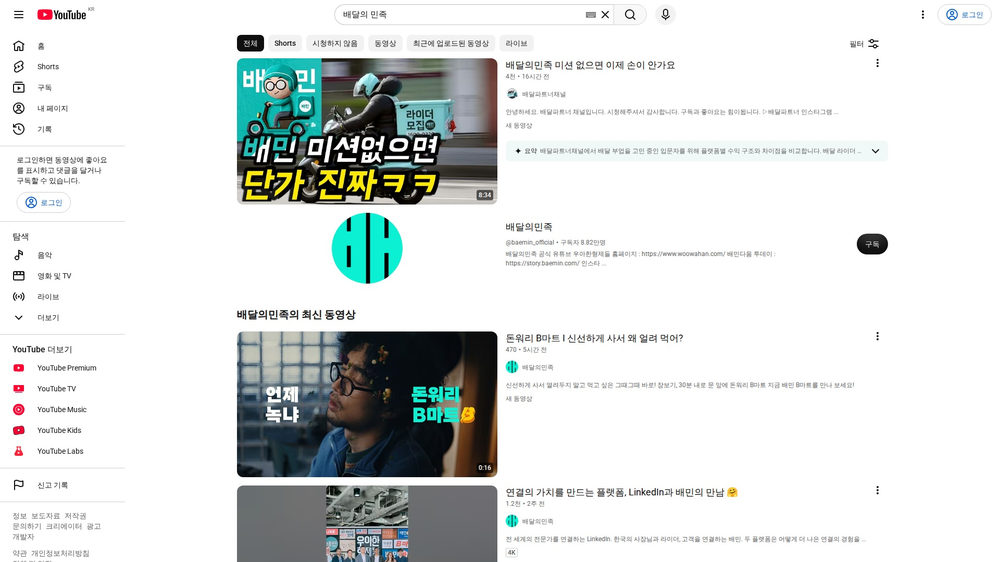 YouTube KR
배달의 민족
로그인
홈
Shorts
구독
내 페이지
기록
로그인하면 동영상에 좋아요
를 표시하고 댓글을 달거나
구독할 수 있습니다.
로그인
탐색
음악
영화 및 TV
라이브
더보기
YouTube 더보기
YouTube Premium
YouTube TV
YouTube Music
YouTube Kids
YouTube Labs
신고 기록
정보 보도자료 저작권
문의하기 크리에이터 광고
개발자
약관 개인정보처리방침
전체 Shorts 시청하지 않음 동영상 최근에 업로드된 동영상 라이브
필터
배 민
라이더
모집
배민 미션없으면
단가 진짜ㅋㅋ
8:34
배달의민족 미션 없으면 이제 손이 안가요
4천 • 16시간 전
배달파트너채널
안녕하세요. 배달파트너 채널입니다. 시청해주셔서 감사합니다. 구독과 좋아요는 힘이됩니다. ▷배달파트너 인스타그램 ...
새 동영상
요약 배달파트너채널에서 배달 부업을 고민 중인 입문자를 위해 플랫폼별 수익 구조와 차이점을 비교합니다. 배달 라이더 ...
배달의민족
@baemin_official • 구독자 8.82만명
배달의민족 공식 유튜브 우아한형제들 홈페이지 : https://www.woowahan.com/ 배민다움 투데이 :
https://story.baemin.com/ 인스타 ...
구독
배달의민족의 최신 동영상
언제
녹냐
돈워리
B마트
0:16
돈워리 B마트 I 신선하게 사서 왜 얼려 먹어?
470 • 5시간 전
배달의민족
신선하게 사서 얼려두지 말고 먹고 싶은 그때그때 바로! 장보기, 30분 내로 문 앞에 돈워리 B마트 지금 배민 B마트를 만나 보세요!
새 동영상
연결의 가치를 만드는 플랫폼, LinkedIn과 배민의 만남 🤗
1.2천 • 2주 전
배달의민족
전 세계의 전문가를 연결하는 LinkedIn. 한국의 사장님과 라이더, 고객을 연결하는 배민. 두 플랫폼은 어떻게 더 나은 연결의 경험을 ...
4K